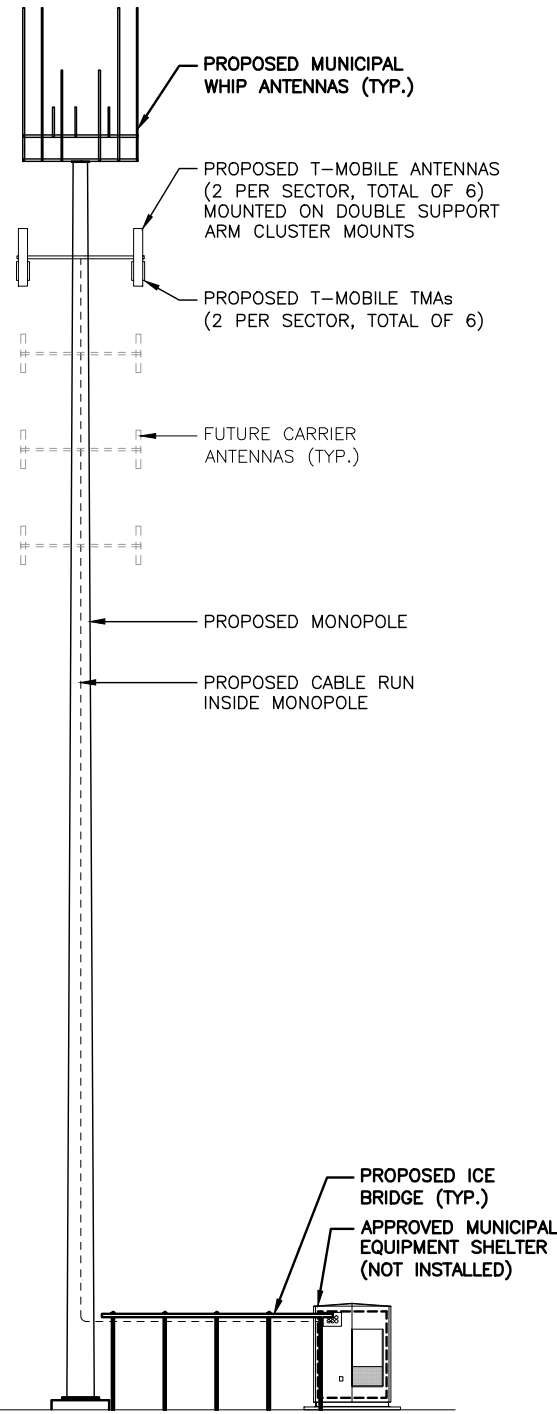 PROPOSED MUNICIPAL
WHIP ANTENNAS (TYP.)
PROPOSED T-MOBILE ANTENNAS
(2 PER SECTOR, TOTAL OF 6)
MOUNTED ON DOUBLE SUPPORT
ARM CLUSTER MOUNTS
PROPOSED T-MOBILE TMAs
(2 PER SECTOR, TOTAL OF 6)
FUTURE CARRIER
ANTENNAS (TYP.)
PROPOSED MONOPOLE
PROPOSED CABLE RUN
INSIDE MONOPOLE
PROPOSED ICE
BRIDGE (TYP.)
APPROVED MUNICIPAL
EQUIPMENT SHELTER
(NOT INSTALLED)